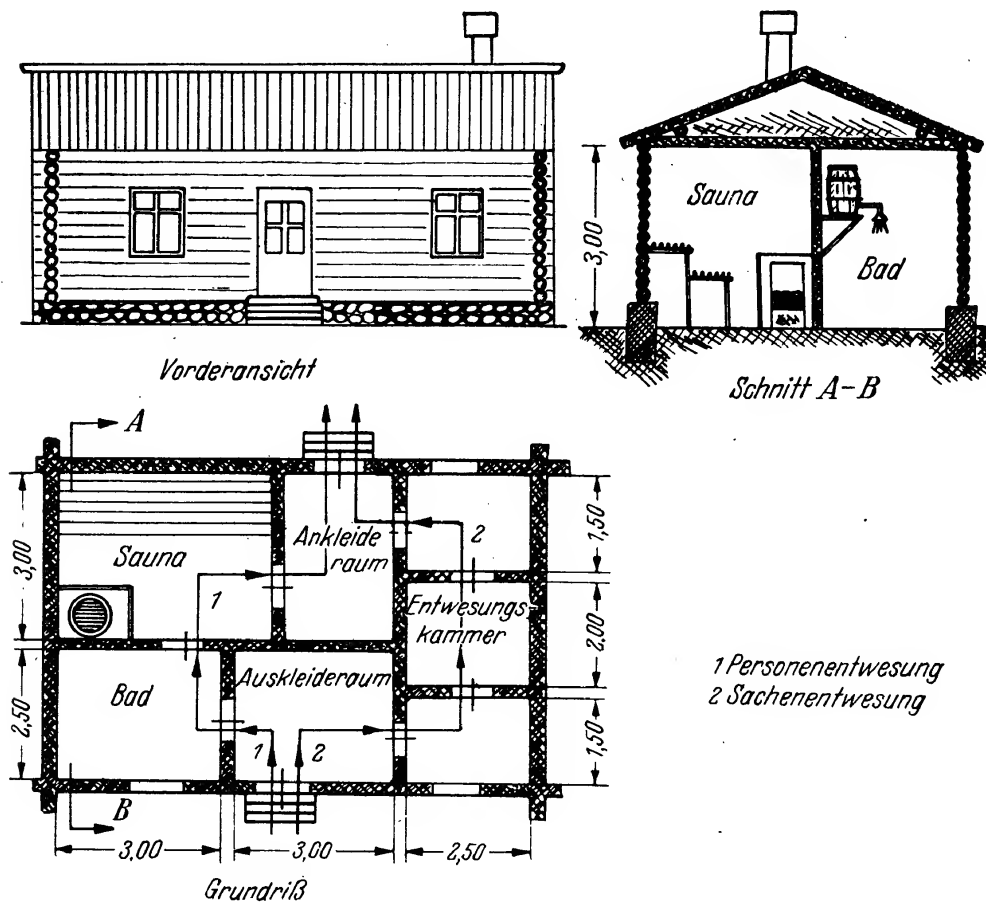 Sauna
3,00
Bad
Vorderansicht
Schnitt A-B
A
Ankleide
raum
2
1,50
3,00
Sauna
1
Entwesungs-
kammer
2,00
1 Personenentwesung
2 Sachenentwesung
Bad
Auskleideraum
2,50
1
2
1,50
B
3,00
3,00
2,50
Grundriß